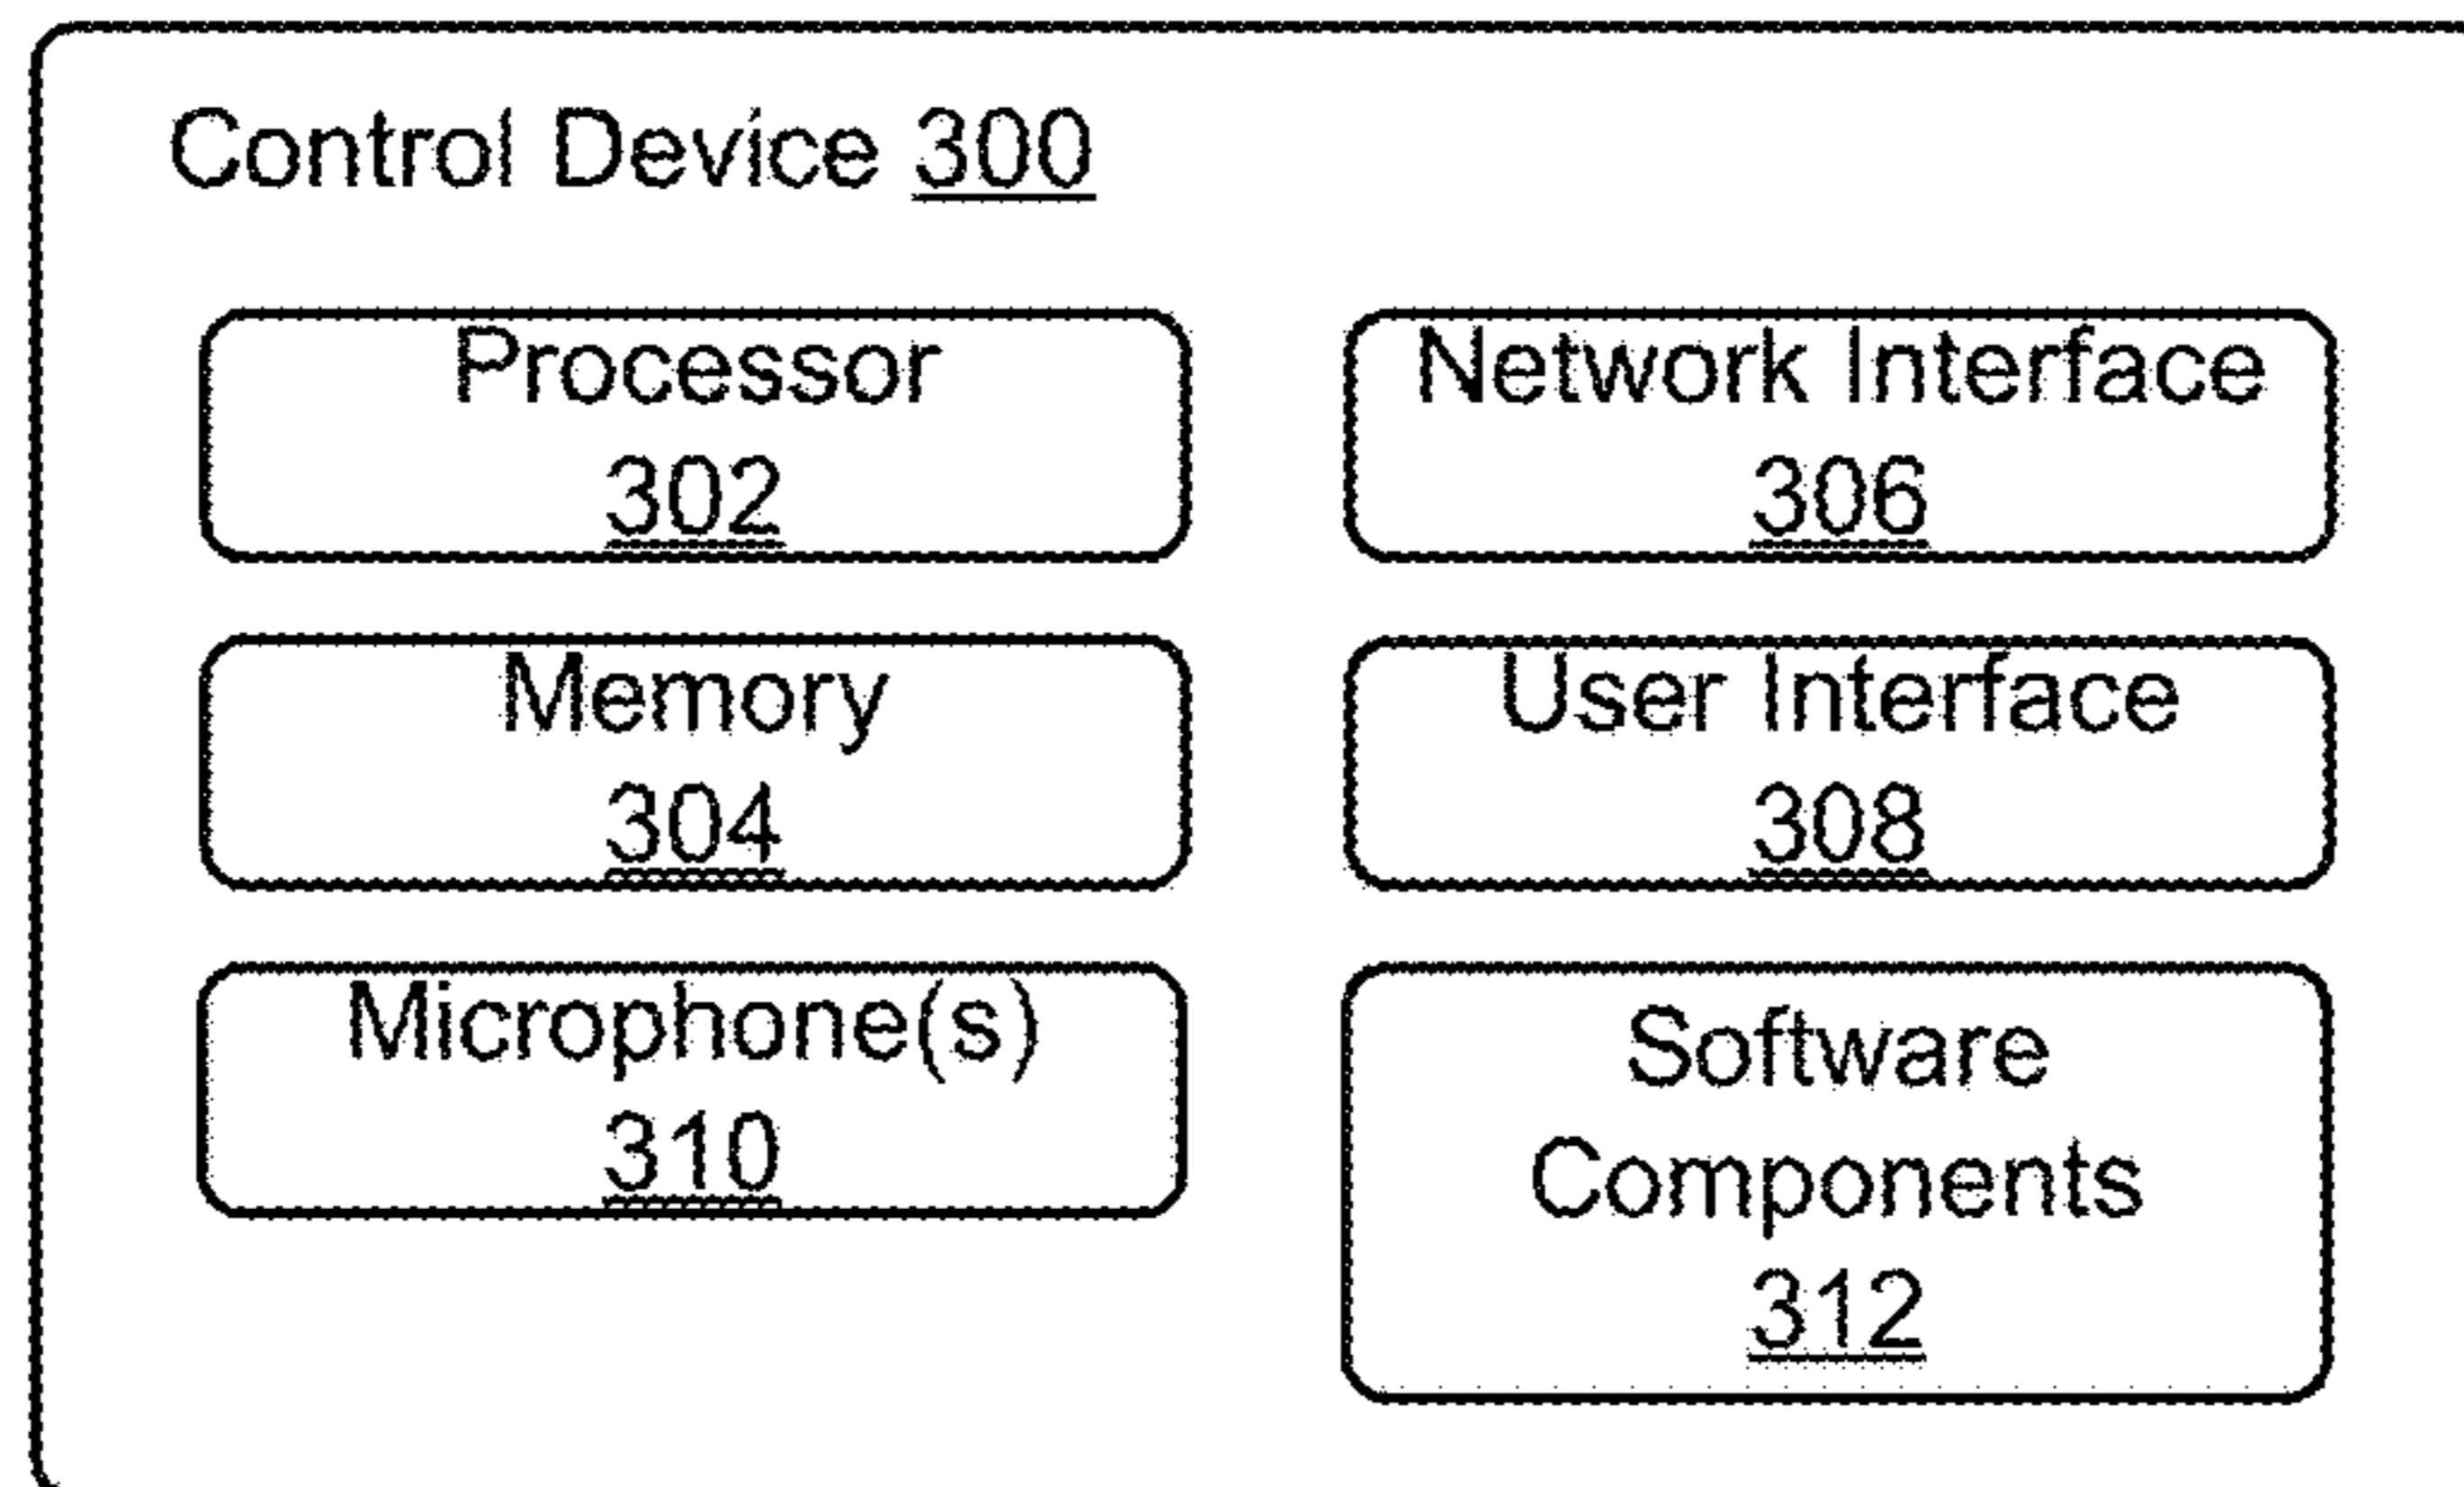 Control Device 300
Processor
302
Network Interface
306
Memory
304
User Interface
308
Microphone(s)
310
Software
Components
312